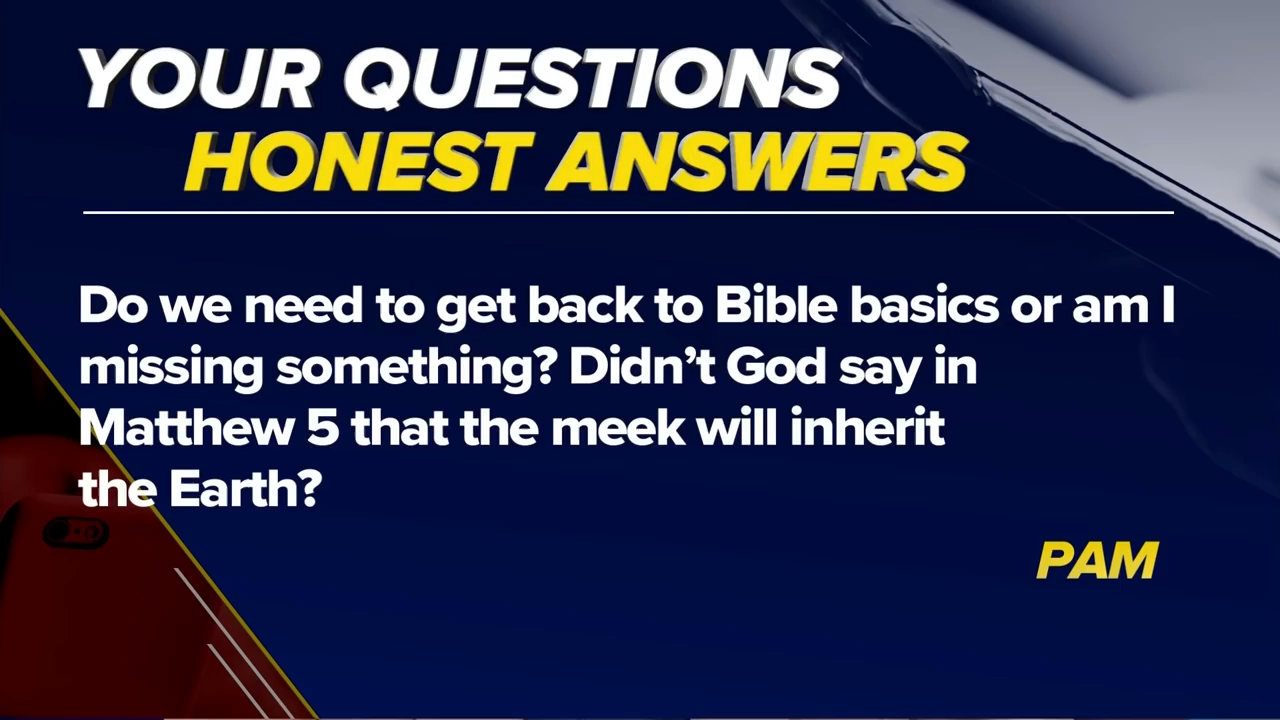 YOUR QUESTIONS
HONEST ANSWERS
Do we need to get back to Bible basics or am I
missing something? Didn’t God say in
Matthew 5 that the meek will inherit
the Earth?
PAM